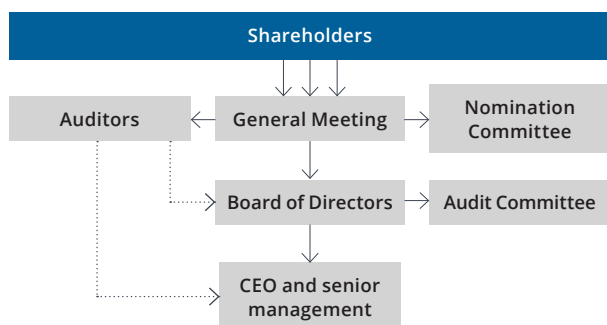 Shareholders
Auditors
General Meeting
Nomination
Committee
Board of Directors
Audit Committee
CEO and senior
management